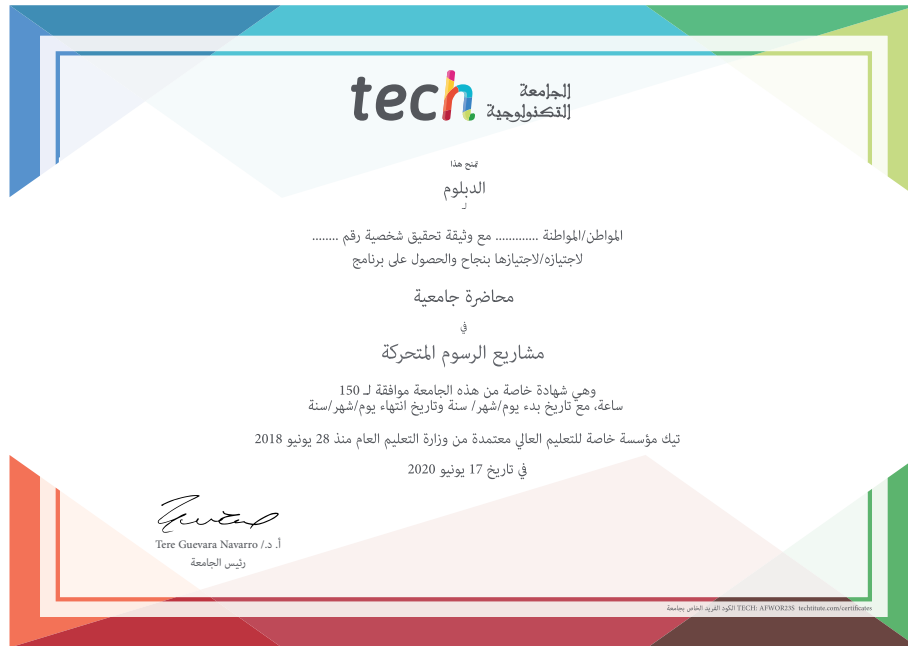 tech الجامعة
التكنولوجية
تمنح هذا
الدبلوم
لـ
المواطن/المواطنة ............. مع وثيقة تحقيق شخصية رقم ........
لاجتيازه/لاجتيازها بنجاح والحصول على برنامج
محاضرة جامعية
في
مشاريع الرسوم المتحركة
وهي شهادة خاصة من هذه الجامعة موافقة لـ 150
ساعة، مع تاريخ بدء يوم/شهر/ سنة وتاريخ انتهاء يوم/شهر/سنة
تيك مؤسسة خاصة للتعليم العالي معتمدة من وزارة التعليم العام منذ 28 يونيو 2018
في تاريخ 17 يونيو 2020
أ. د./ Tere Guevara Navarro
رئيس الجامعة
الكود الفريد الخاص بجامعة TECH: AFWOR23S techtitute.com/certificates